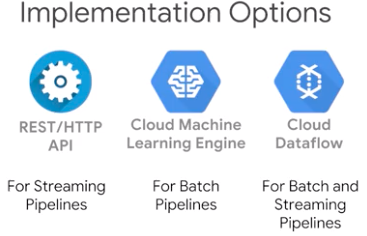 Implementation Options
REST/HTTP
API
Cloud Machine
Learning Engine
Cloud
Dataflow
For Streaming
Pipelines
For Batch
Pipelines
For Batch and
Streaming
Pipelines